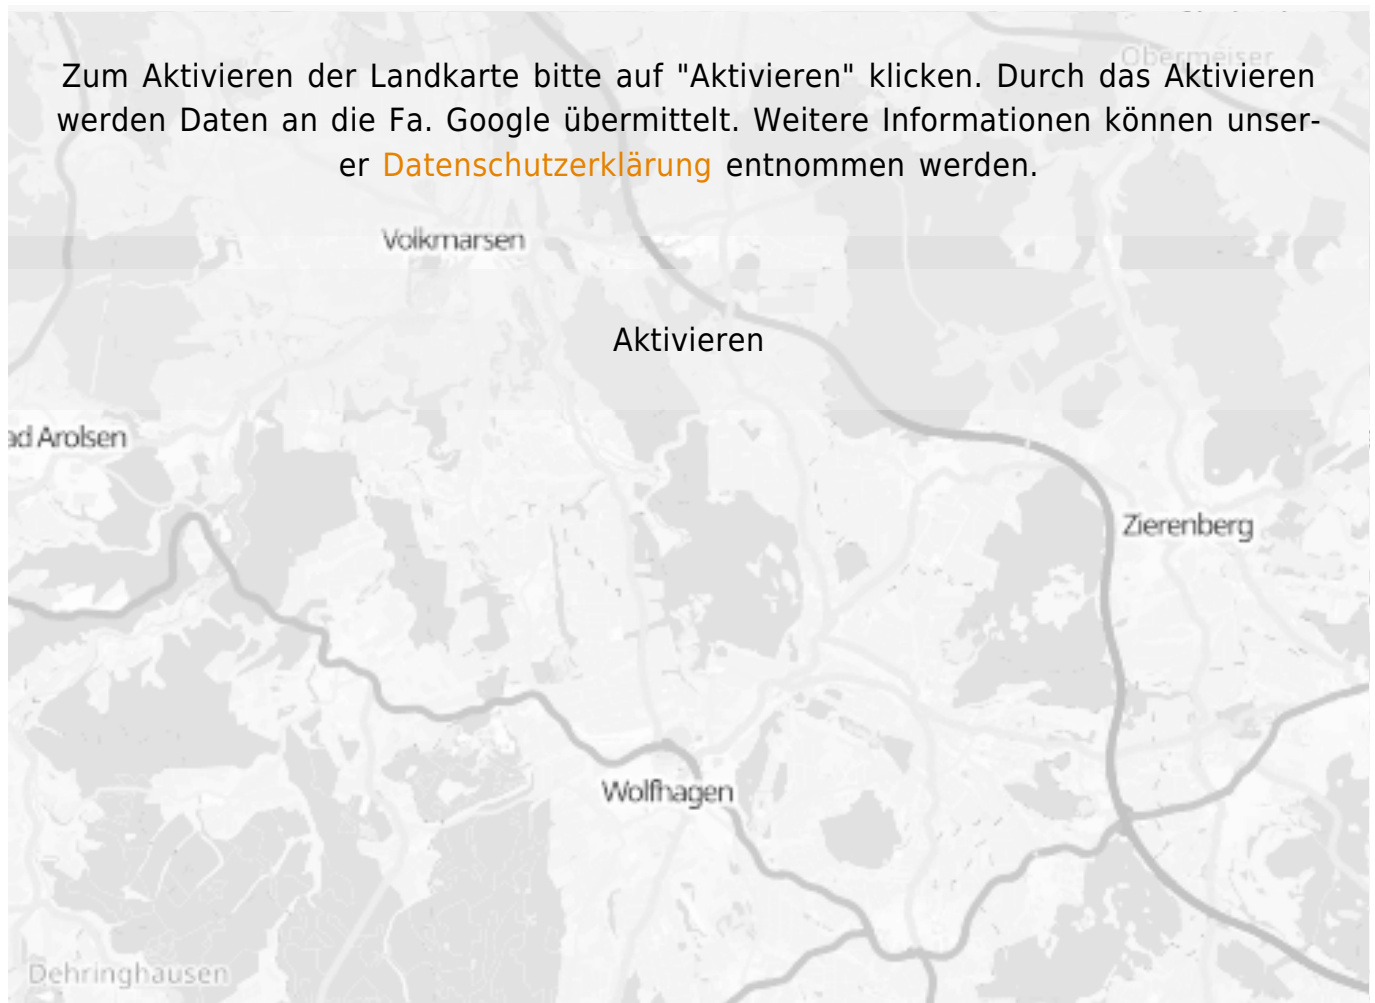 Obermeiser
Zum Aktivieren der Landkarte bitte auf "Aktivieren" klicken. Durch das Aktivieren
werden Daten an die Fa. Google übermittelt. Weitere Informationen können unser-
er Datenschutzerklärung entnommen werden.
Volkmarsen
Aktivieren
ad Arolsen
Zierenberg
Wolfhagen
Dehringhausen